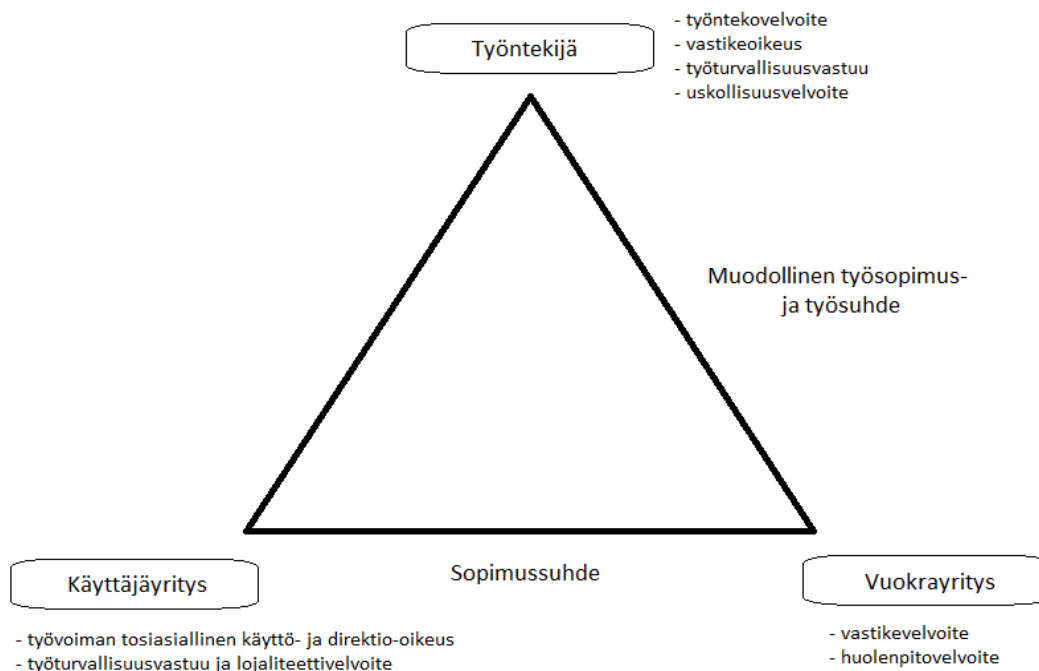 Työntekijä
- työntekovelvoite
- vastikeoikeus
- työturvallisuusvastuu
- uskollisuusvelvoite
Muodollinen työsopimus-
ja työsuhde
Käyttäjäyritys
Sopimussuhde
Vuokrayritys
- työvoiman tosiasiallinen käyttö- ja direktio-oikeus
- työturvallisuusvastuu ja lojaliteettivelvoite
- vastikevelvoite
- huolenpitovelvoite